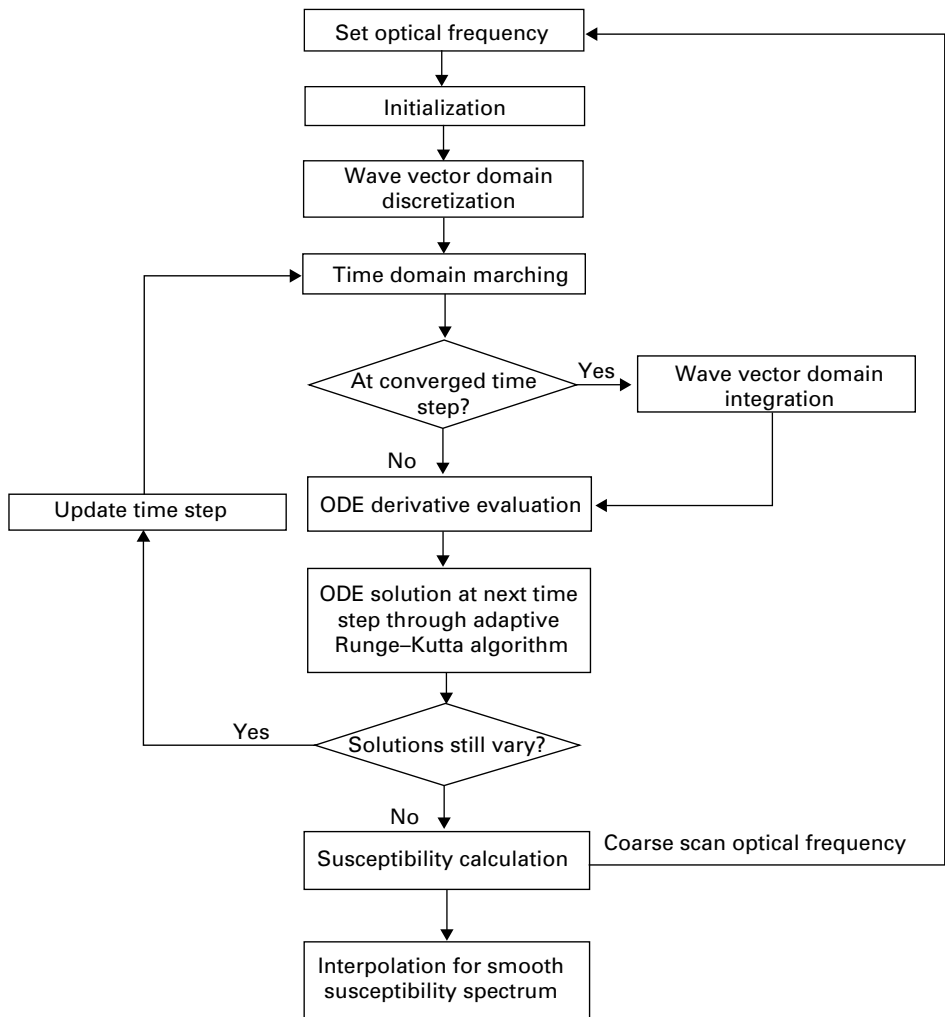 Set optical frequency
Initialization
Wave vector domain
discretization
Time domain marching
At converged time
step?
Yes
Wave vector domain
integration
No
Update time step
ODE derivative evaluation
ODE solution at next time
step through adaptive
Runge–Kutta algorithm
Yes
Solutions still vary?
No
Susceptibility calculation
Coarse scan optical frequency
Interpolation for smooth
susceptibility spectrum